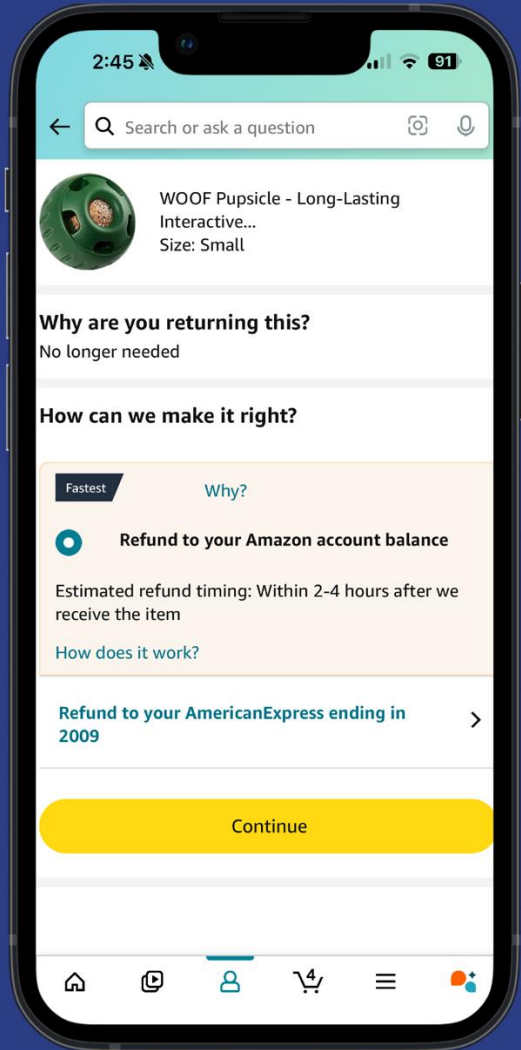 2:45
91
Search or ask a question
WOOF Pupsicle - Long-Lasting
Interactive...
Size: Small
Why are you returning this?
No longer needed
How can we make it right?
Fastest
Why?
Refund to your Amazon account balance
Estimated refund timing: Within 2-4 hours after we
receive the item
How does it work?
Refund to your AmericanExpress ending in
2009
Continue
4